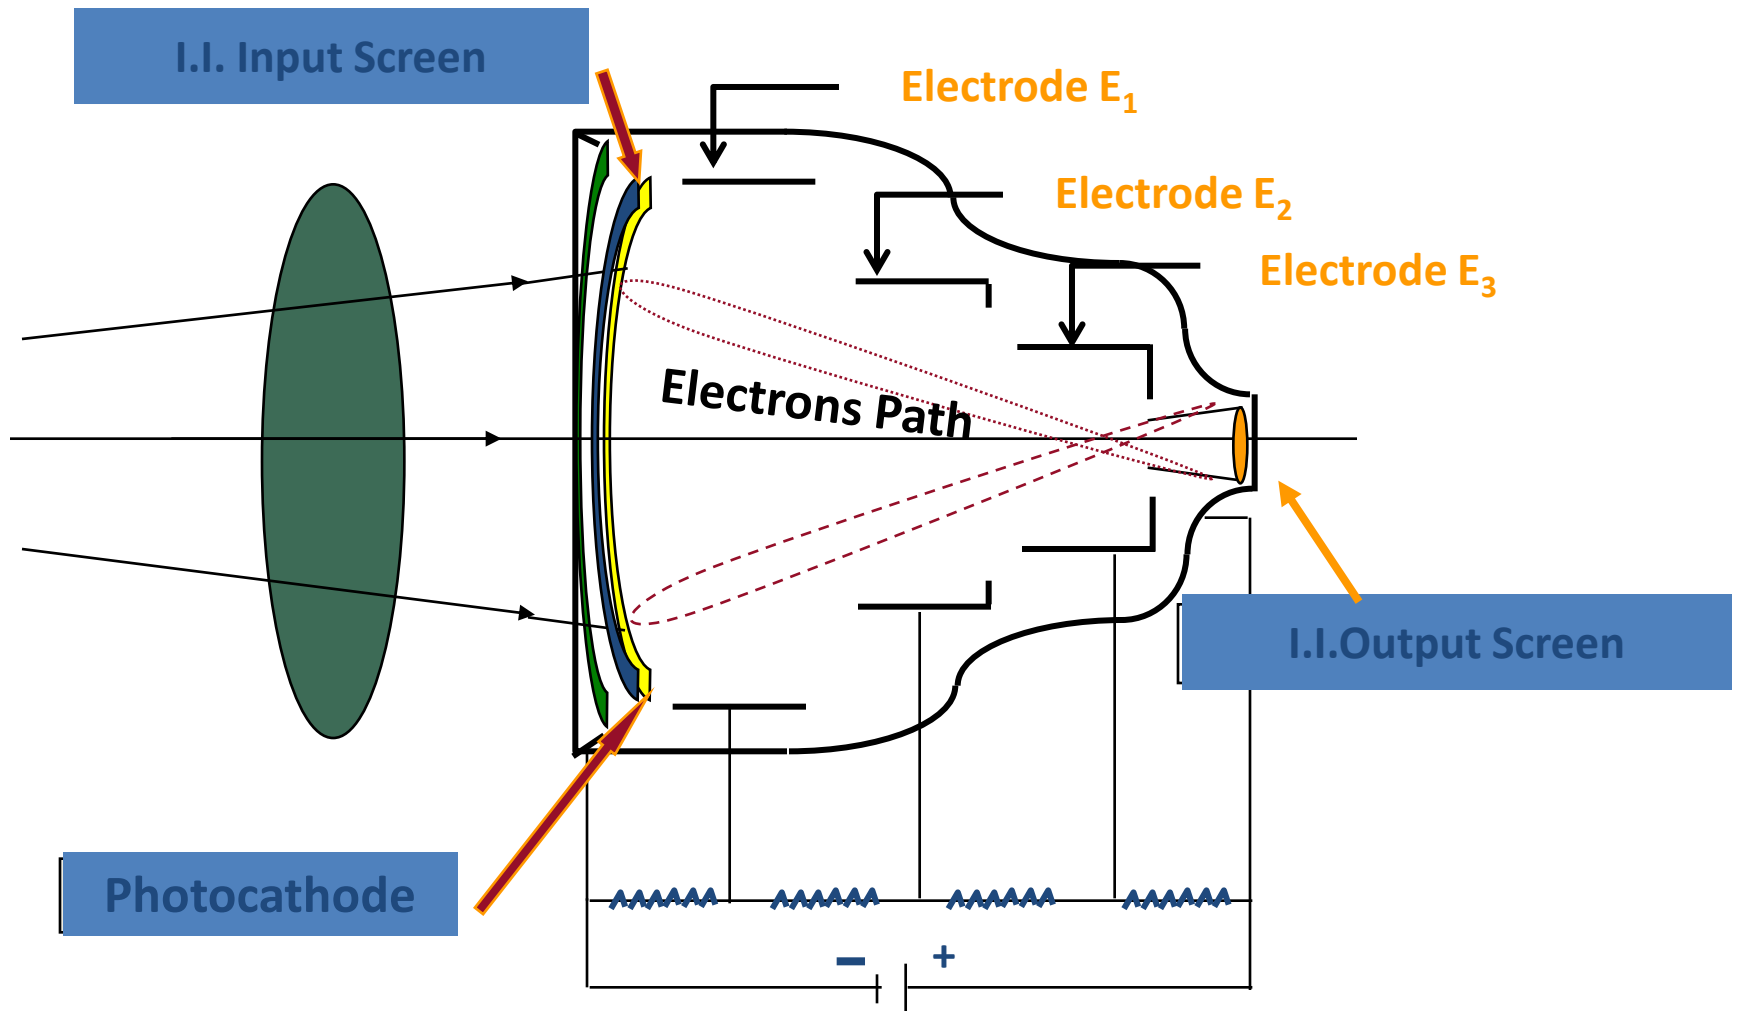 I.I. Input Screen
Electrode E₁
Electrode E₂
Electrode E₃
Electrons Path
I.I.Output Screen
Photocathode
– +